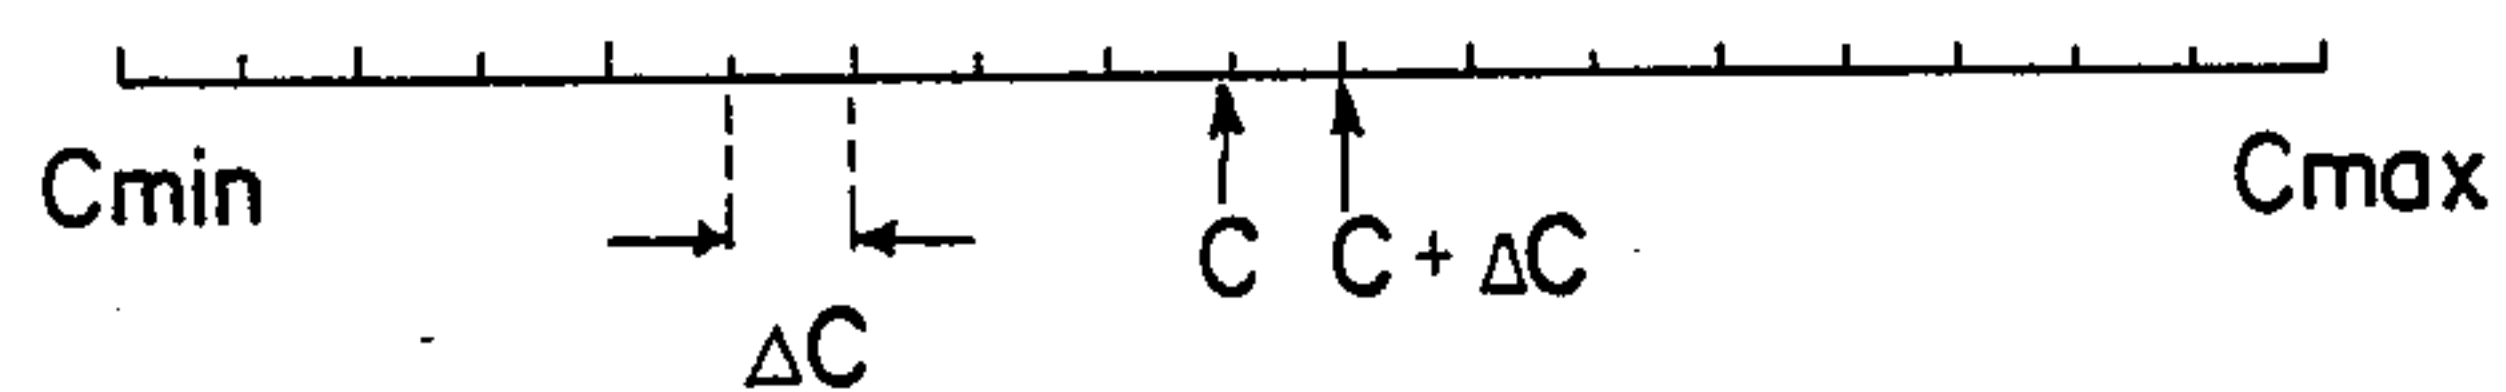 Cmin
Cmax
C
C + ΔC
ΔC